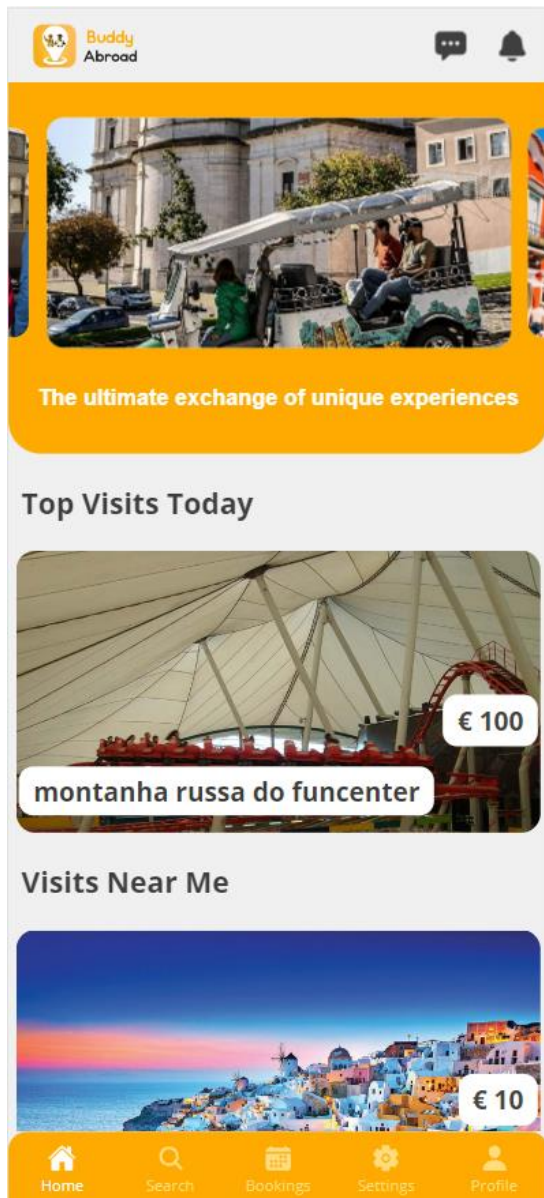 Buddy
Abroad
The ultimate exchange of unique experiences
Top Visits Today
€ 100
montanha russa do funcenter
Visits Near Me
€ 10
Home
Search
Bookings
Settings
Profile